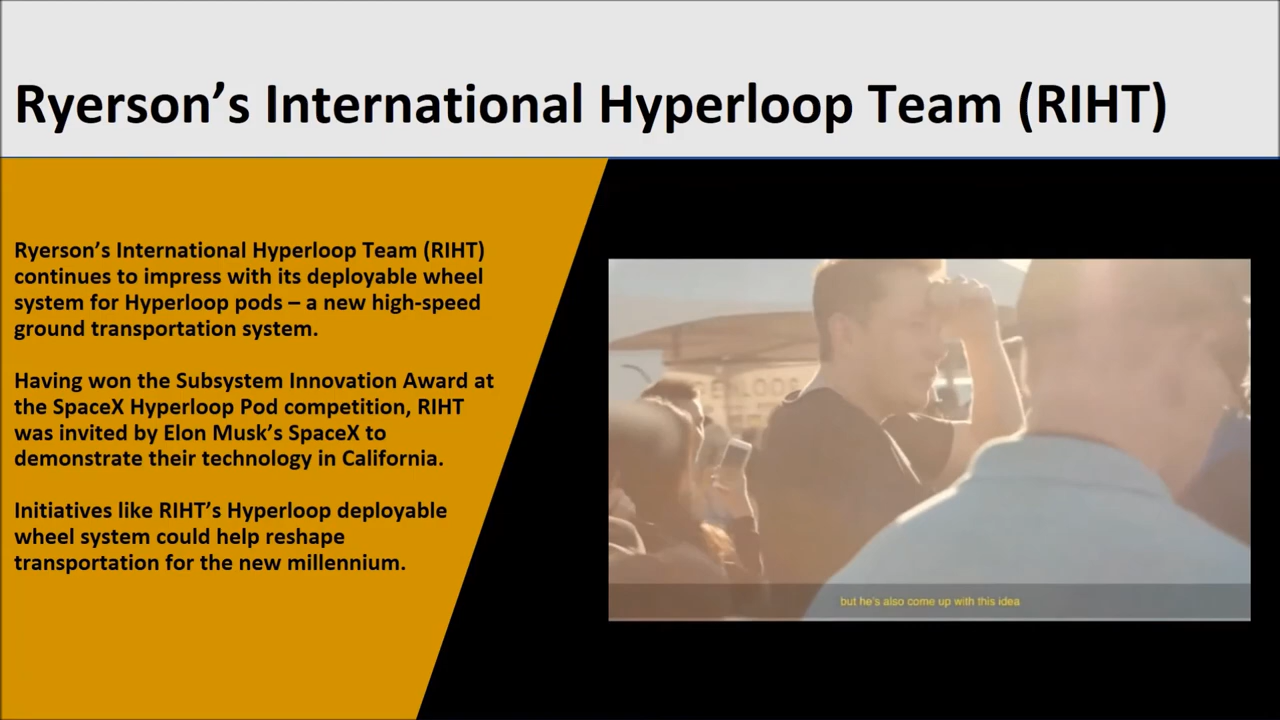 Ryerson’s International Hyperloop Team (RIHT)
Ryerson’s International Hyperloop Team (RIHT)
continues to impress with its deployable wheel
system for Hyperloop pods – a new high-speed
ground transportation system.
Having won the Subsystem Innovation Award at
the SpaceX Hyperloop Pod competition, RIHT
was invited by Elon Musk’s SpaceX to
demonstrate their technology in California.
Initiatives like RIHT’s Hyperloop deployable
wheel system could help reshape
transportation for the new millennium.
but he's also come up with this idea